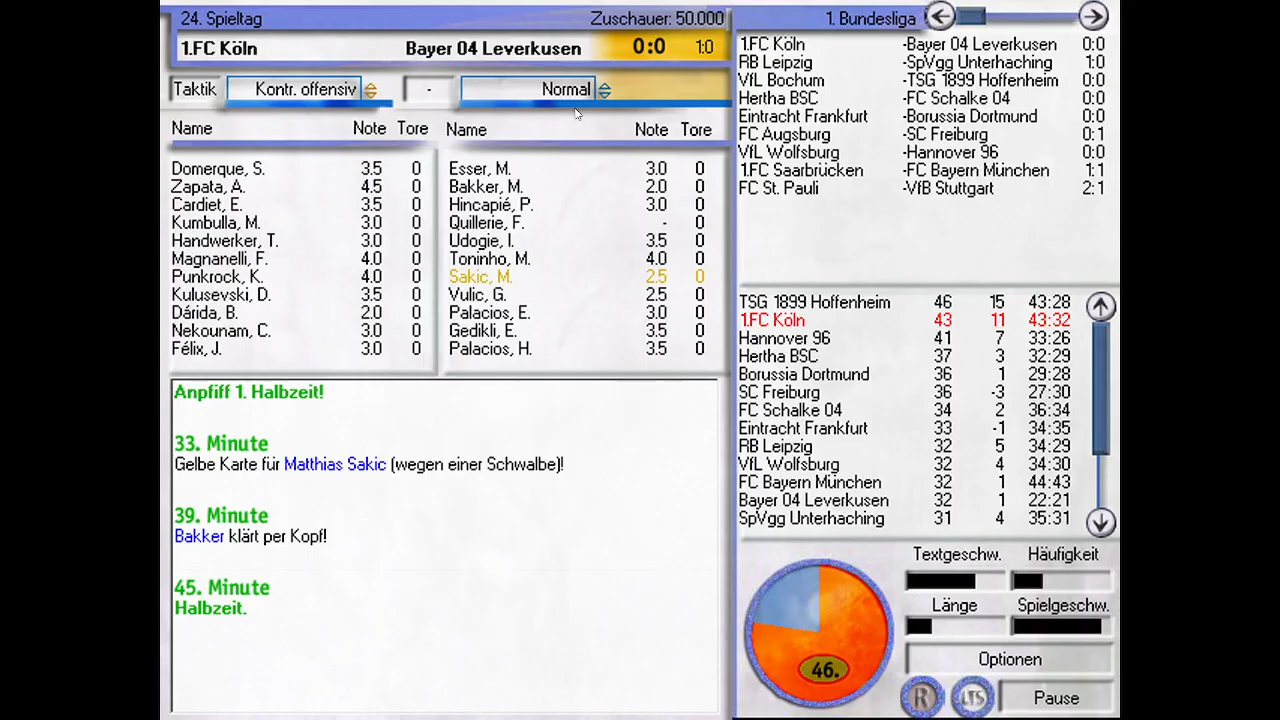 24. Spieltag Zuschauer: 50.000
1.FC Köln Bayer 04 Leverkusen 0:0 1:0
Taktik Kontr. offensiv - Normal
Name Note Tore Name Note Tore
Domerque, S. 3.5 0 Esser, M. 3.0 0
Zapata, A. 4.5 0 Bakker, M. 2.0 0
Cardiet, E. 3.5 0 Hincapié, P. 3.0 0
Kumbulla, M. 3.0 0 Quillerie, F. - 0
Handwerker, T. 3.0 0 Udogie, I. 3.5 0
Magnanelli, F. 4.0 0 Toninho, M. 4.0 0
Punkrock, K. 4.0 0 Sakic, M. 2.5 0
Kulusevski, D. 3.5 0 Vulic, G. 2.5 0
Dárida, B. 2.0 0 Palacios, E. 3.0 0
Nekounam, C. 3.0 0 Gedikli, E. 3.5 0
Félix, J. 3.0 0 Palacios, H. 3.5 0
Anpfiff 1. Halbzeit!
33. Minute
Gelbe Karte für Matthias Sakic (wegen einer Schwalbe)!
39. Minute
Bakker klärt per Kopf!
45. Minute
Halbzeit.
1. Bundesliga
1.FC Köln -Bayer 04 Leverkusen 0:0
RB Leipzig -SpVgg Unterhaching 1:0
VfL Bochum -TSG 1899 Hoffenheim 0:0
Hertha BSC -FC Schalke 04 0:0
Eintracht Frankfurt -Borussia Dortmund 0:0
FC Augsburg -SC Freiburg 0:1
VfL Wolfsburg -Hannover 96 0:0
1.FC Saarbrücken -FC Bayern München 1:1
FC St. Pauli -VfB Stuttgart 2:1
TSG 1899 Hoffenheim 46 15 43:28
1.FC Köln 43 11 43:32
Hannover 96 41 7 33:26
Hertha BSC 37 3 32:29
Borussia Dortmund 36 1 29:28
SC Freiburg 36 -3 27:30
FC Schalke 04 34 2 36:34
Eintracht Frankfurt 33 -1 34:35
RB Leipzig 32 5 34:29
VfL Wolfsburg 32 4 34:30
FC Bayern München 32 1 44:43
Bayer 04 Leverkusen 32 1 22:21
SpVgg Unterhaching 31 4 35:31
Textgeschw. Häufigkeit
Länge Spielgeschw.
46.
Optionen
R LTS Pause